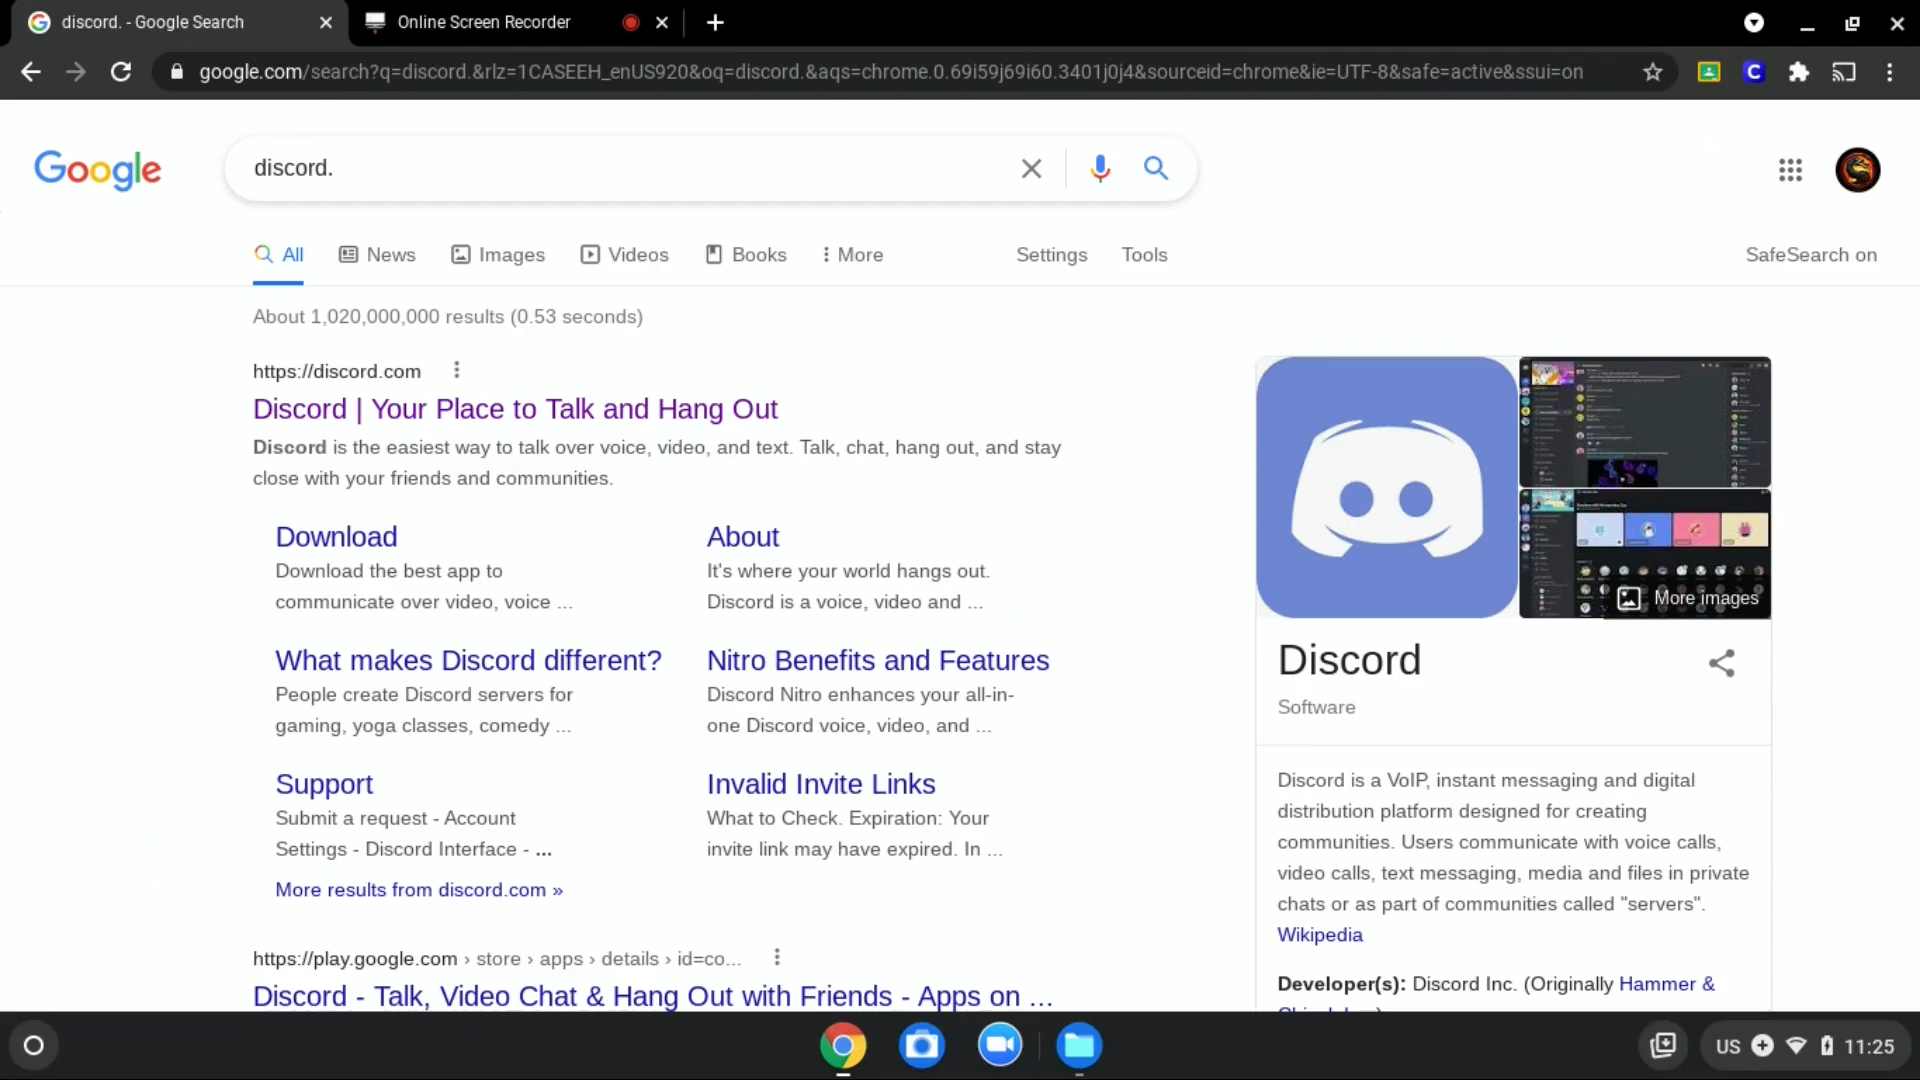 discord. - Google Search
Online Screen Recorder
google.com/search?q=discord.&rlz=1CASEEH_enUS920&oq=discord.&aqs=chrome.0.69i59j69i60.3401j0j4&sourceid=chrome&ie=UTF-8&safe=active&ssui=on
C
Google
discord.
All
News
Images
Videos
Books
More
Settings
Tools
SafeSearch on
About 1,020,000,000 results (0.53 seconds)
https://discord.com
Discord | Your Place to Talk and Hang Out
Discord is the easiest way to talk over voice, video, and text. Talk, chat, hang out, and stay
close with your friends and communities.
Download
Download the best app to
communicate over video, voice ...
About
It's where your world hangs out.
Discord is a voice, video and ...
What makes Discord different?
People create Discord servers for
gaming, yoga classes, comedy ...
Nitro Benefits and Features
Discord Nitro enhances your all-in-
one Discord voice, video, and ...
Support
Submit a request - Account
Settings - Discord Interface - ...
Invalid Invite Links
What to Check. Expiration: Your
invite link may have expired. In ...
More results from discord.com »
https://play.google.com › store › apps › details › id=co...
Discord - Talk, Video Chat & Hang Out with Friends - Apps on ...
More images
Discord
Software
Discord is a VoIP, instant messaging and digital
distribution platform designed for creating
communities. Users communicate with voice calls,
video calls, text messaging, media and files in private
chats or as part of communities called "servers".
Wikipedia
Developer(s): Discord Inc. (Originally Hammer &
US
11:25